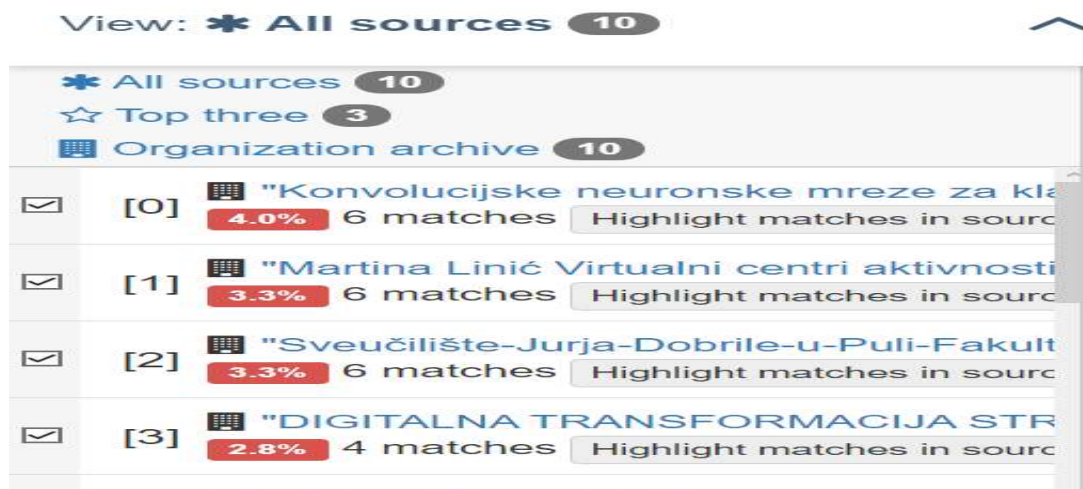 View: All sources 10
All sources 10
Top three 3
Organization archive 10
[0] "Konvolucijske neuronske mreze za kla
4.0% 6 matches Highlight matches in sourc
[1] "Martina Linić Virtualni centri aktivnosti
3.3% 6 matches Highlight matches in sourc
[2] "Sveučilište-Jurja-Dobrile-u-Puli-Fakult
3.3% 6 matches Highlight matches in sourc
[3] "DIGITALNA TRANSFORMACIJA STR
2.8% 4 matches Highlight matches in sourc